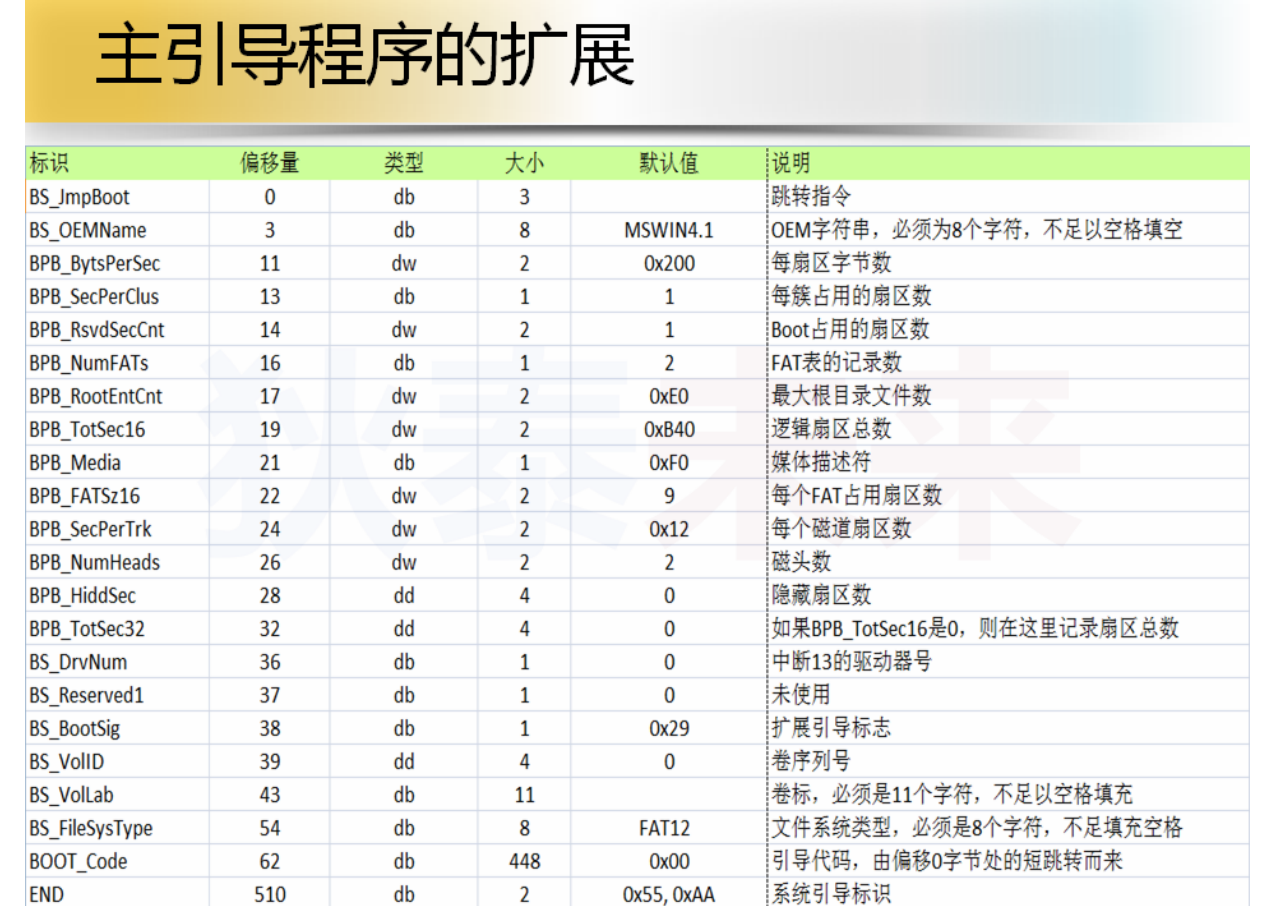 主引导程序的扩展
标识 偏移量 类型 大小 默认值 说明
BS_JmpBoot 0 db 3 跳转指令
BS_OEMName 3 db 8 MSWIN4.1 OEM字符串，必须为8个字符，不足以空格填空
BPB_BytsPerSec 11 dw 2 0x200 每扇区字节数
BPB_SecPerClus 13 db 1 1 每簇占用的扇区数
BPB_RsvdSecCnt 14 dw 2 1 Boot占用的扇区数
BPB_NumFATs 16 db 1 2 FAT表的记录数
BPB_RootEntCnt 17 dw 2 0xE0 最大根目录文件数
BPB_TotSec16 19 dw 2 0xB40 逻辑扇区总数
BPB_Media 21 db 1 0xF0 媒体描述符
BPB_FATSz16 22 dw 2 9 每个FAT占用扇区数
BPB_SecPerTrk 24 dw 2 0x12 每个磁道扇区数
BPB_NumHeads 26 dw 2 2 磁头数
BPB_HiddSec 28 dd 4 0 隐藏扇区数
BPB_TotSec32 32 dd 4 0 如果BPB_TotSec16是0，则在这里记录扇区总数
BS_DrvNum 36 db 1 0 中断13的驱动器号
BS_Reserved1 37 db 1 0 未使用
BS_BootSig 38 db 1 0x29 扩展引导标志
BS_VolID 39 dd 4 0 卷序列号
BS_VolLab 43 db 11 卷标，必须是11个字符，不足以空格填充
BS_FileSysType 54 db 8 FAT12 文件系统类型，必须是8个字符，不足填充空格
BOOT_Code 62 db 448 0x00 引导代码，由偏移0字节处的短跳转而来
END 510 db 2 0x55, 0xAA 系统引导标识
狄泰未来